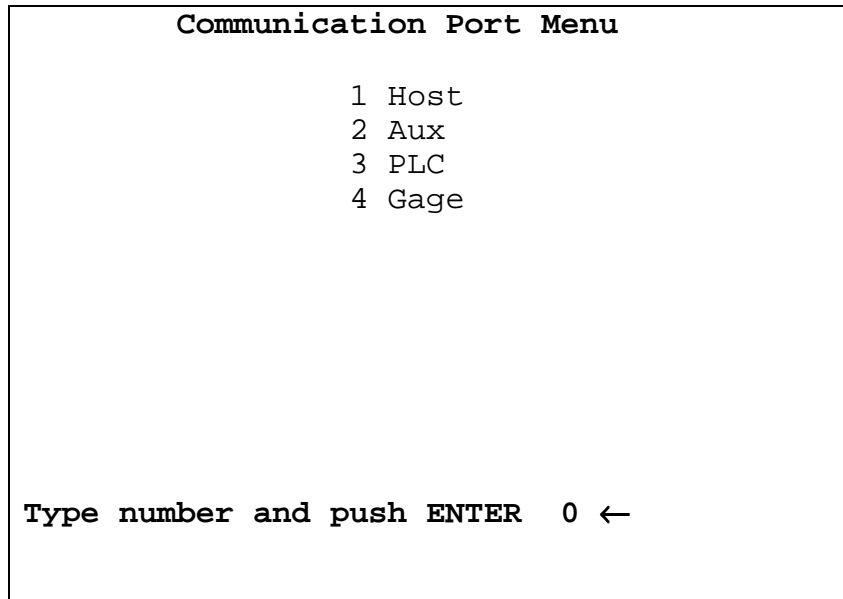 Communication Port Menu
1 Host
2 Aux
3 PLC
4 Gage
Type number and push ENTER 0 ←